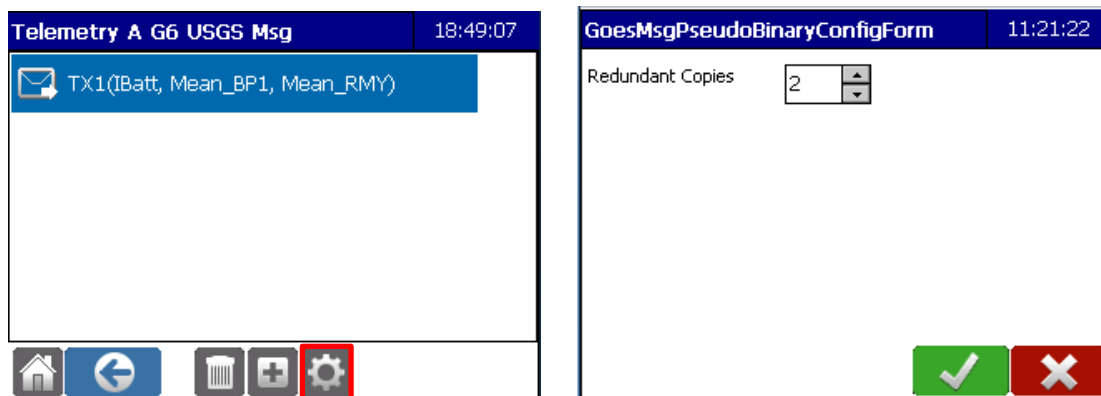 Telemetry A G6 USGS Msg 18:49:07
TX1(IBatt, Mean_BP1, Mean_RMY)
GoesMsgPseudoBinaryConfigForm 11:21:22
Redundant Copies 2